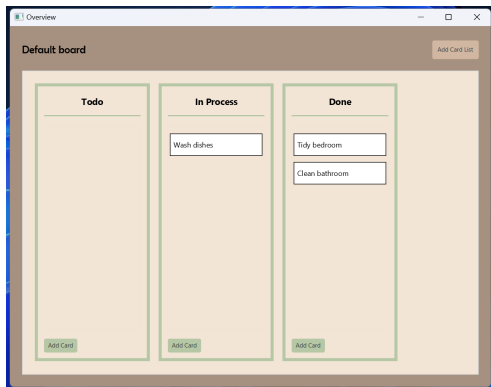 Overview
Default board
Add Card List
Todo
In Process
Done
Wash dishes
Tidy bedroom
Clean bathroom
Add Card
Add Card
Add Card